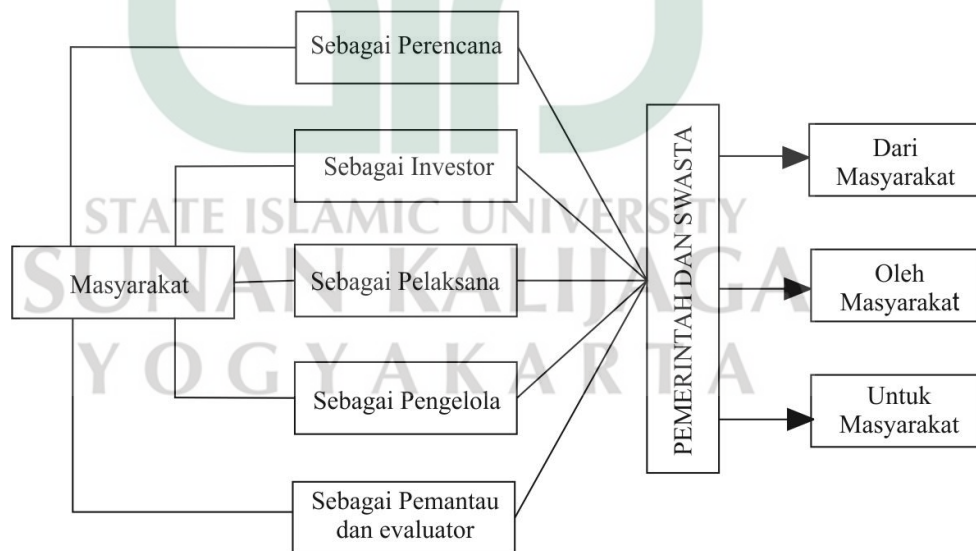 Sebagai Perencana
Sebagai Investor
STATE ISLAMIC UNIVERSITY
SUNAN KALIJAGA
YOGYAKARTA
Masyarakat
Sebagai Pelaksana
Sebagai Pengelola
Sebagai Pemantau
dan evaluator
PEMERINTAH DAN SWASTA
Dari
Masyarakat
Oleh
Masyarakat
Untuk
Masyarakat